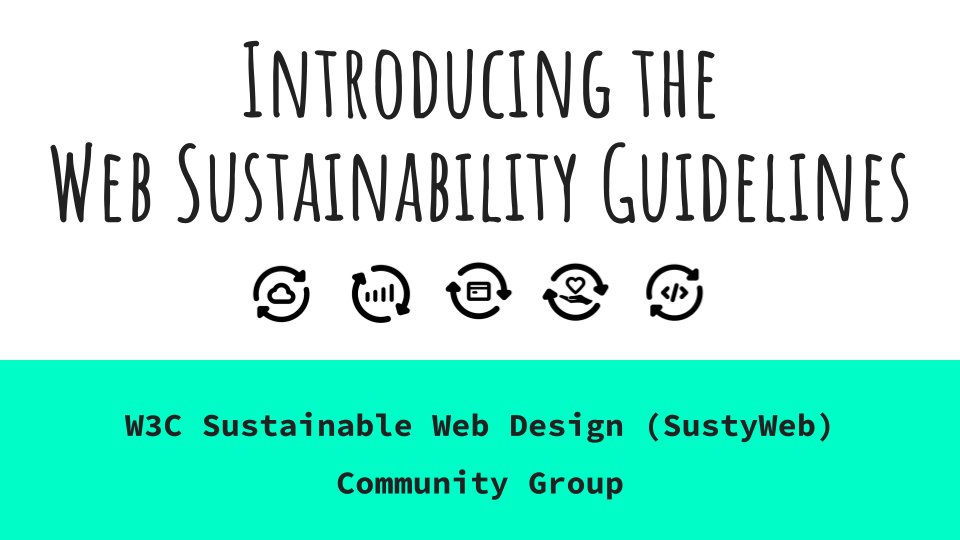 Introducing the
Web Sustainability Guidelines
</>
W3C Sustainable Web Design (SustyWeb)
Community Group